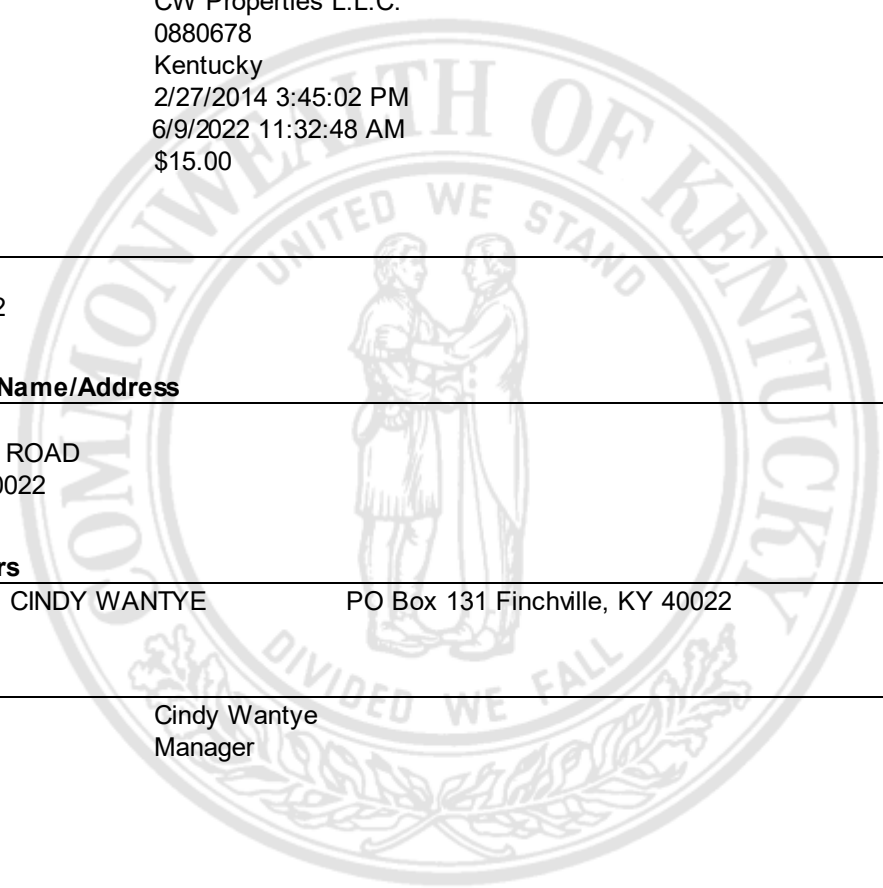 CW Properties L.L.C.
0880678
Kentucky
2/27/2014 3:45:02 PM
6/9/2022 11:32:48 AM
$15.00
2
Name/Address
ROAD
0022
rs
CINDY WANTYE PO Box 131 Finchville, KY 40022
Cindy Wantye
Manager
COMMONWEALTH OF KENTUCKY
UNITED WE STAND
DIVIDED WE FALL